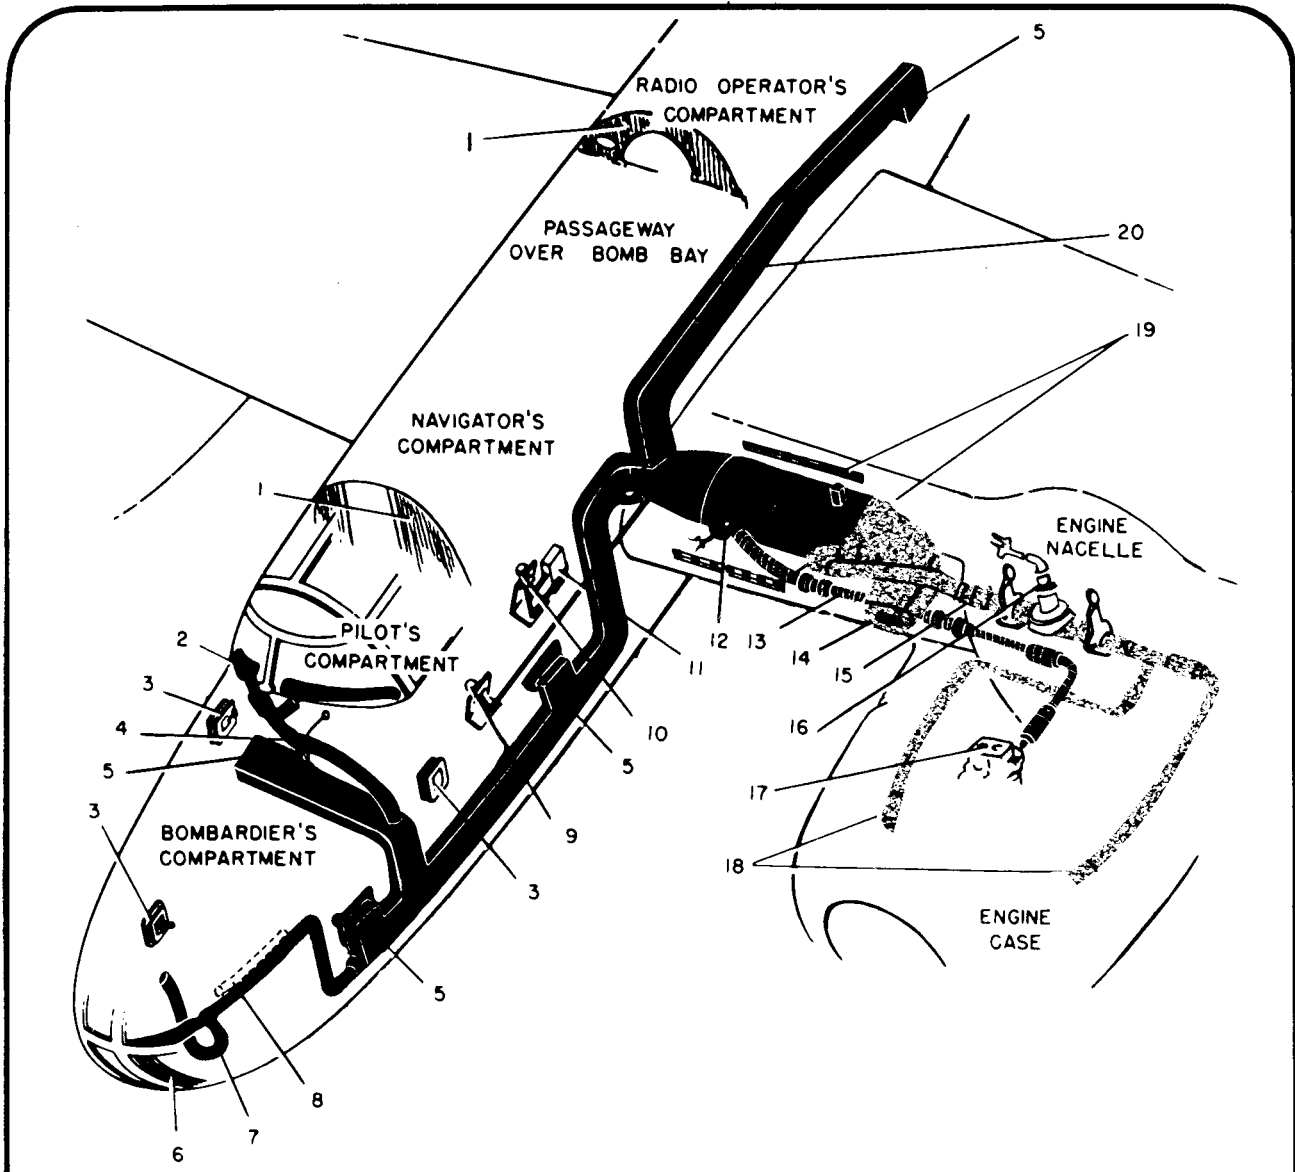 5
RADIO OPERATOR'S
COMPARTMENT
1
PASSAGEWAY
OVER BOMB BAY
20
19
NAVIGATOR'S
COMPARTMENT
1
ENGINE
NACELLE
PILOT'S
COMPARTMENT
2
3
4
5
12
13
14
15
16
11
10
5
17
3
BOMBARDIER'S
COMPARTMENT
9
3
18
ENGINE
CASE
5
8
7
6